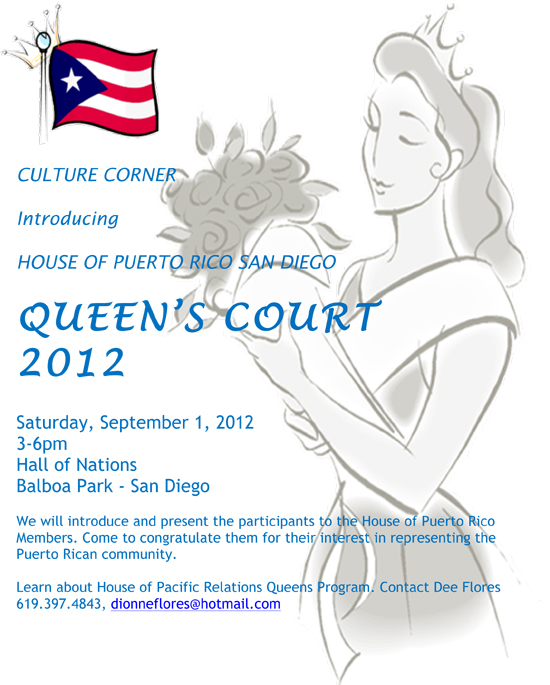 CULTURE CORNER
Introducing
HOUSE OF PUERTO RICO SAN DIEGO
QUEEN'S COURT
2012
Saturday, September 1, 2012
3-6pm
Hall of Nations
Balboa Park - San Diego
We will introduce and present the participants to the House of Puerto Rico
Members. Come to congratulate them for their interest in representing the
Puerto Rican community.
Learn about House of Pacific Relations Queens Program. Contact Dee Flores
619.397.4843, dionneflores@hotmail.com